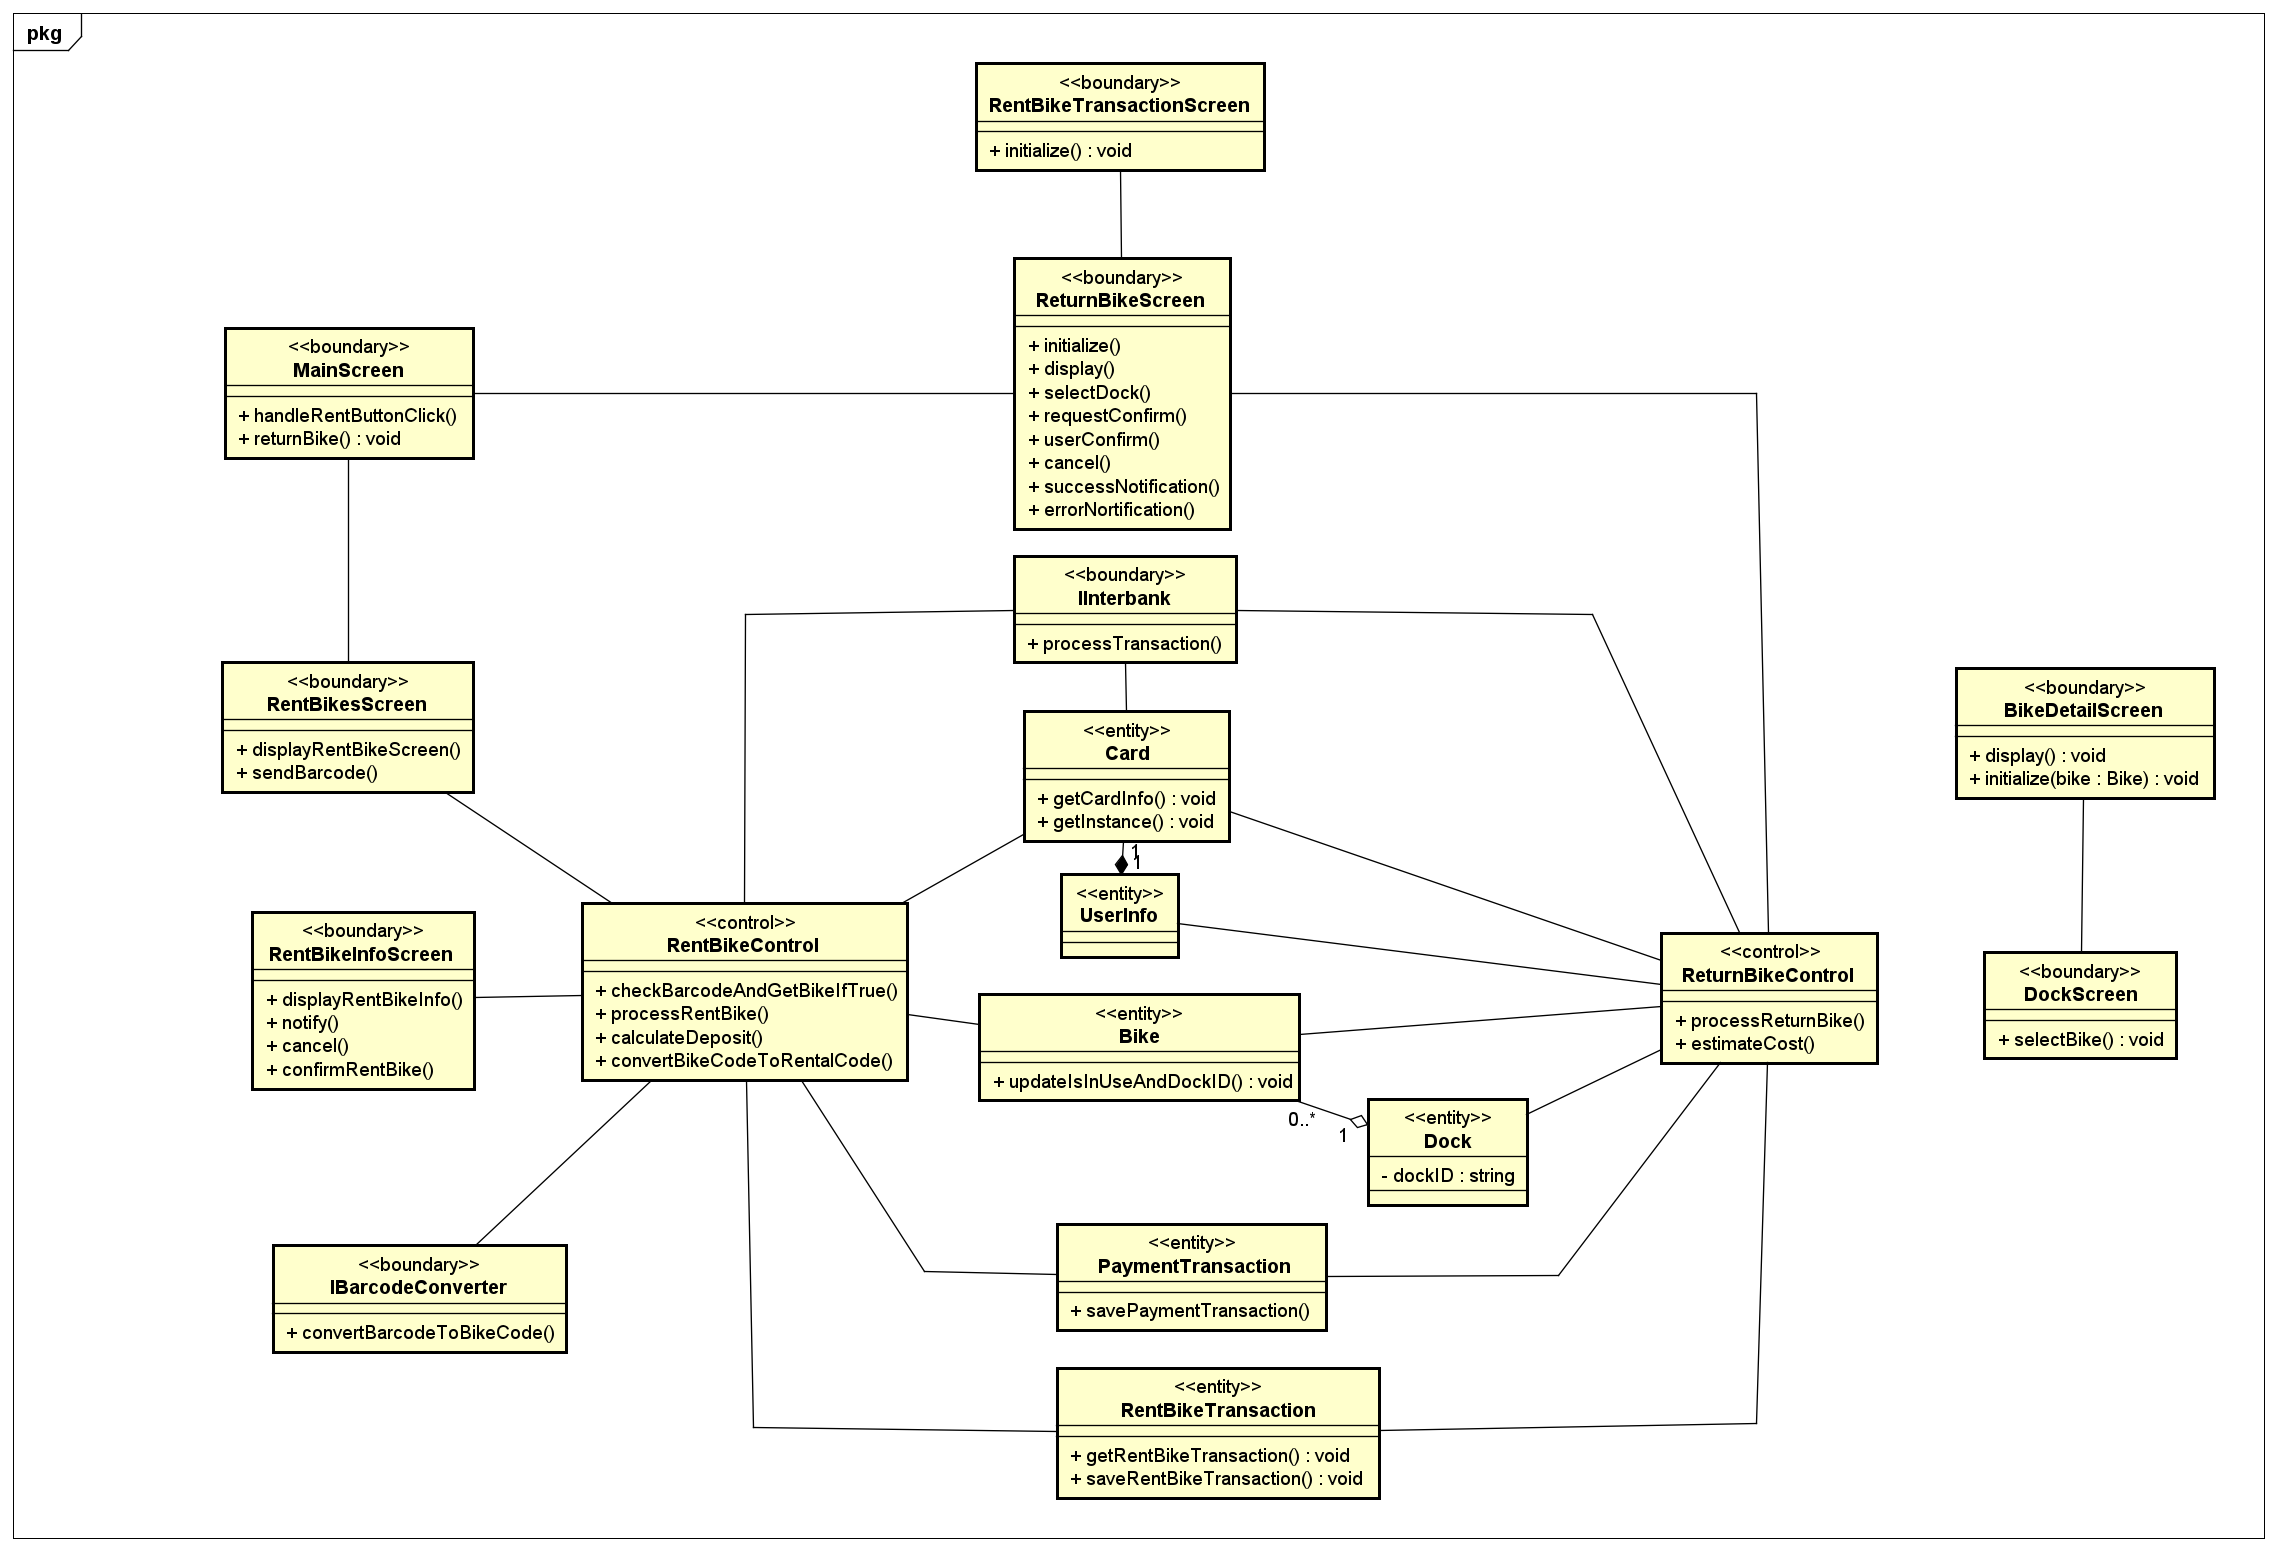 pkg
<<boundary>>
RentBikeTransactionScreen
+ initialize() : void
<<boundary>>
ReturnBikeScreen
+ initialize()
+ display()
+ selectDock()
+ requestConfirm()
+ userConfirm()
+ cancel()
+ successNotification()
+ errorNortification()
<<boundary>>
MainScreen
+ handleRentButtonClick()
+ returnBike() : void
<<boundary>>
IInterbank
+ processTransaction()
<<boundary>>
RentBikesScreen
+ displayRentBikeScreen()
+ sendBarcode()
<<entity>>
Card
+ getCardInfo() : void
+ getInstance() : void
1
1
<<boundary>>
BikeDetailScreen
+ display() : void
+ initialize(bike : Bike) : void
<<entity>>
UserInfo
<<boundary>>
RentBikeInfoScreen
+ displayRentBikeInfo()
+ notify()
+ cancel()
+ confirmRentBike()
<<control>>
RentBikeControl
+ checkBarcodeAndGetBikeIfTrue()
+ processRentBike()
+ calculateDeposit()
+ convertBikeCodeToRentalCode()
<<control>>
ReturnBikeControl
+ processReturnBike()
+ estimateCost()
<<boundary>>
DockScreen
+ selectBike() : void
<<entity>>
Bike
+ updateIsInUseAndDockID() : void
0..*
1
<<entity>>
Dock
- dockID : string
<<boundary>>
IBarcodeConverter
+ convertBarcodeToBikeCode()
<<entity>>
PaymentTransaction
+ savePaymentTransaction()
<<entity>>
RentBikeTransaction
+ getRentBikeTransaction() : void
+ saveRentBikeTransaction() : void